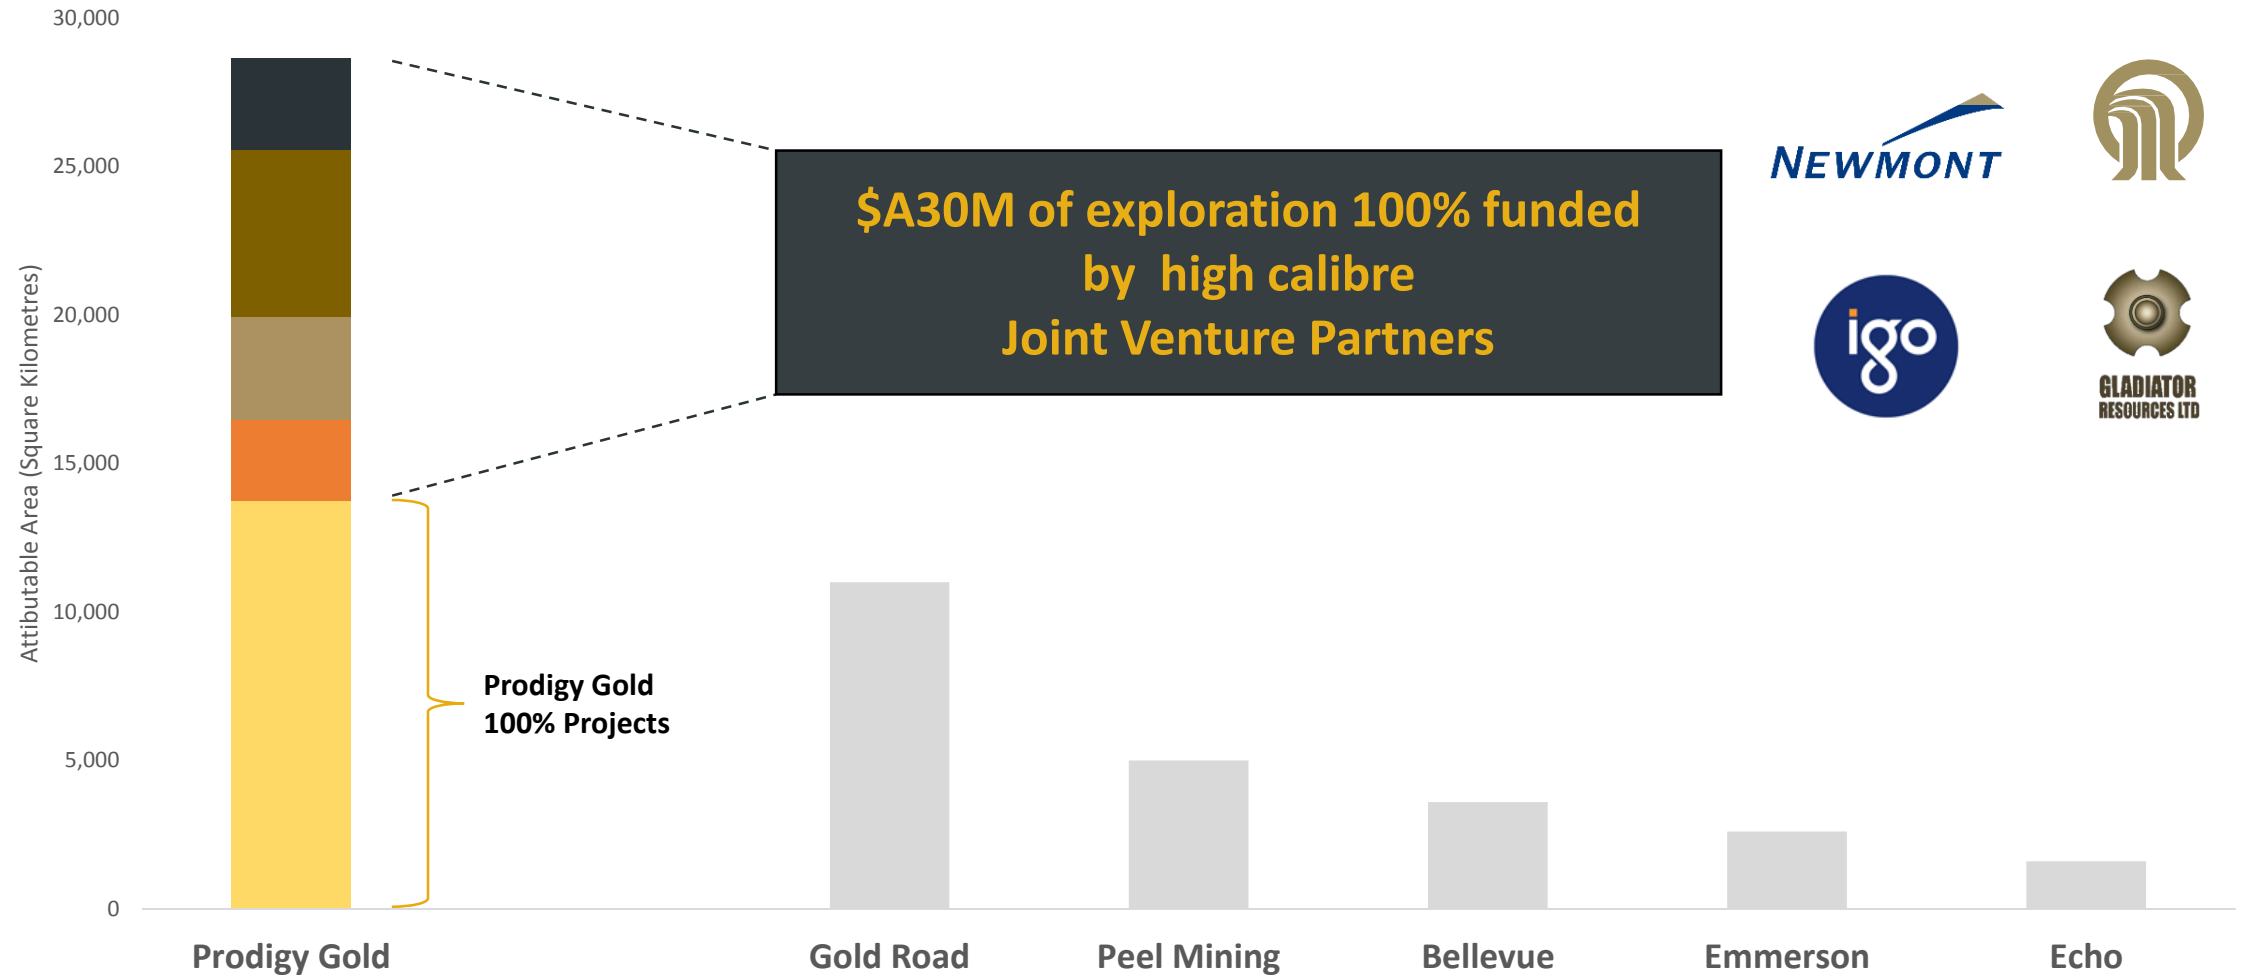 30,000
25,000
20,000
15,000
10,000
5,000
0
Attibutable Area (Square Kilometres)
$A30M of exploration 100% funded
by high calibre
Joint Venture Partners
NEWMONT
igo
GLADIATOR
RESOURCES LTD
Prodigy Gold
100% Projects
Prodigy Gold
Gold Road
Peel Mining
Bellevue
Emmerson
Echo